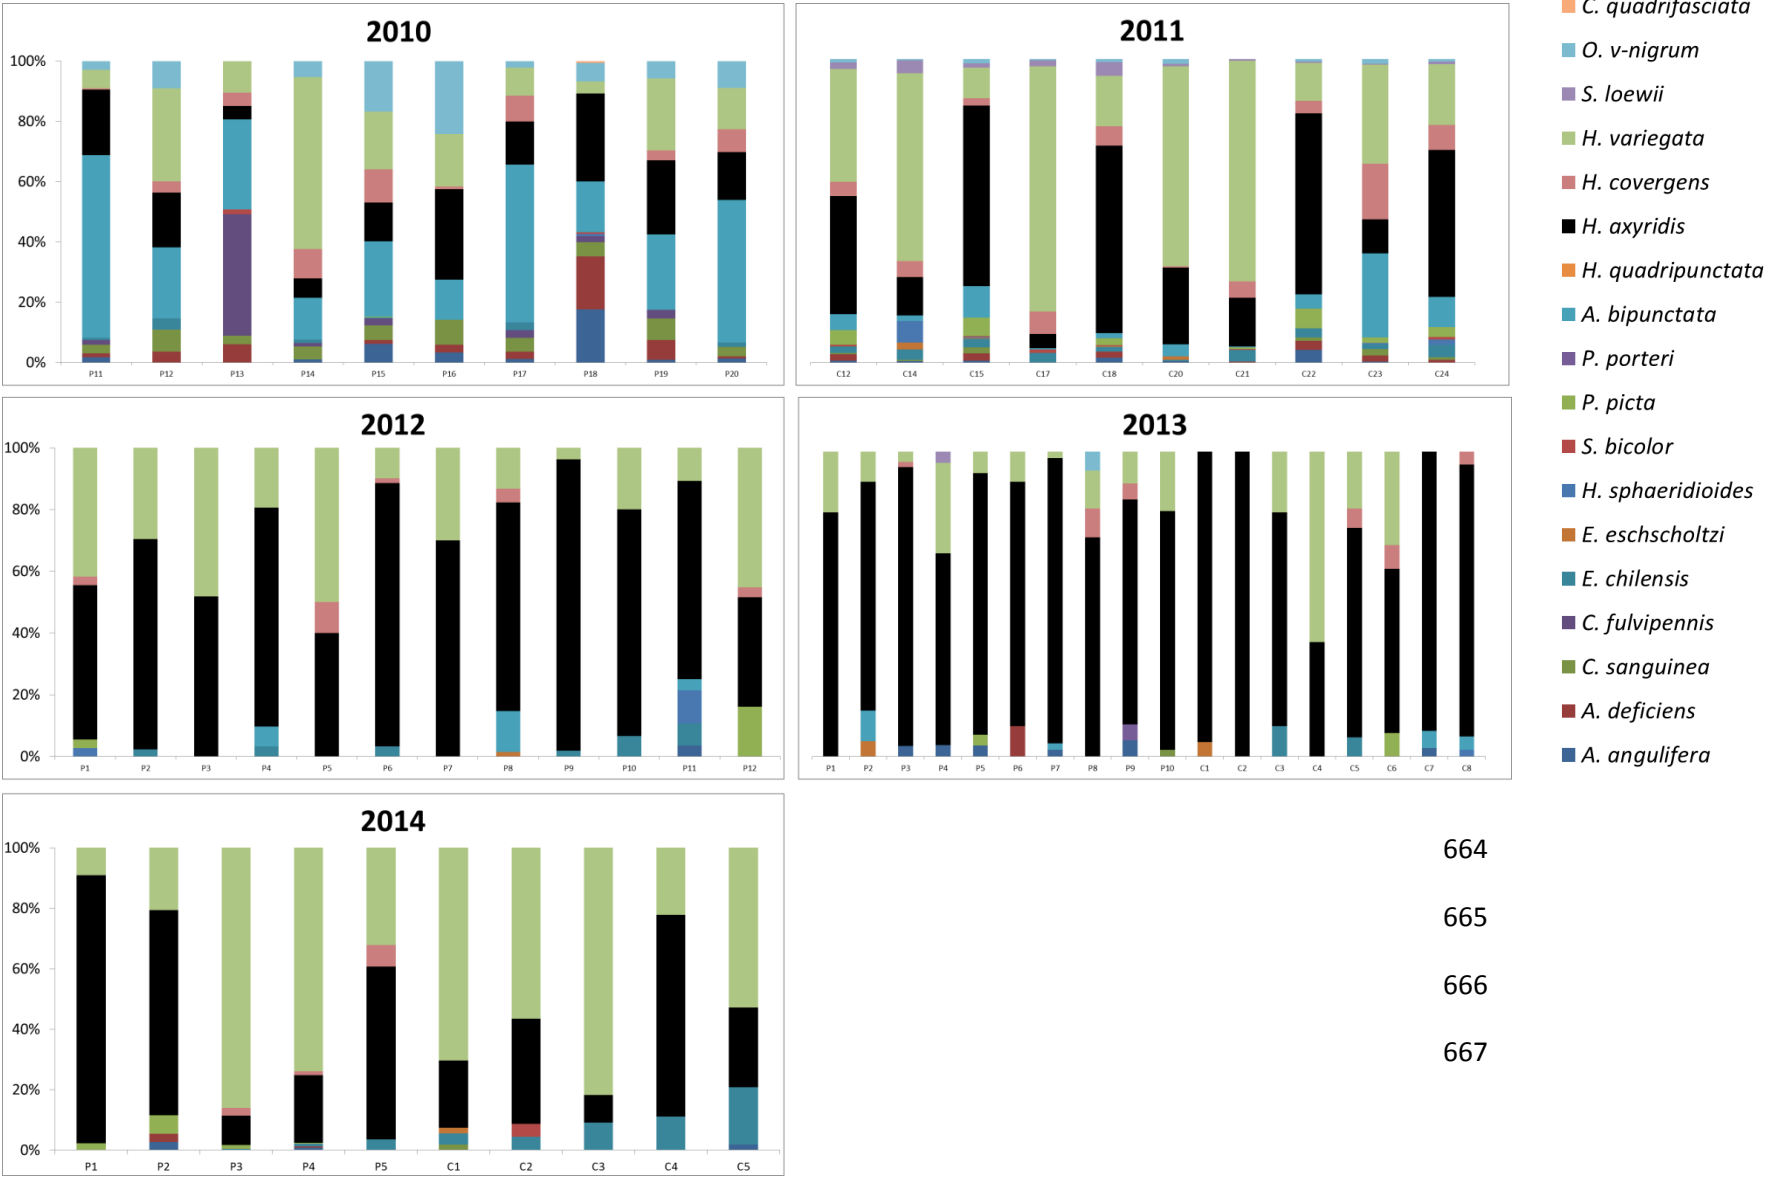 2010
100%
80%
60%
40%
20%
0%
P11 P12 P13 P14 P15 P16 P17 P18 P19 P20
2011
C12 C14 C15 C17 C18 C20 C21 C22 C23 C24
2012
100%
80%
60%
40%
20%
0%
P1 P2 P3 P4 P5 P6 P7 P8 P9 P10 P11 P12
2013
P1 P2 P3 P4 P5 P6 P7 P8 P9 P10 C1 C2 C3 C4 C5 C6 C7 C8
2014
100%
80%
60%
40%
20%
0%
P1 P2 P3 P4 P5 C1 C2 C3 C4 C5
C. quadrifasciata
O. v-nigrum
S. loewii
H. variegata
H. covergens
H. axyridis
H. quadripunctata
A. bipunctata
P. porteri
P. picta
S. bicolor
H. sphaeridioides
E. eschscholtzi
E. chilensis
C. fulvipennis
C. sanguinea
A. deficiens
A. angulifera
664
665
666
667